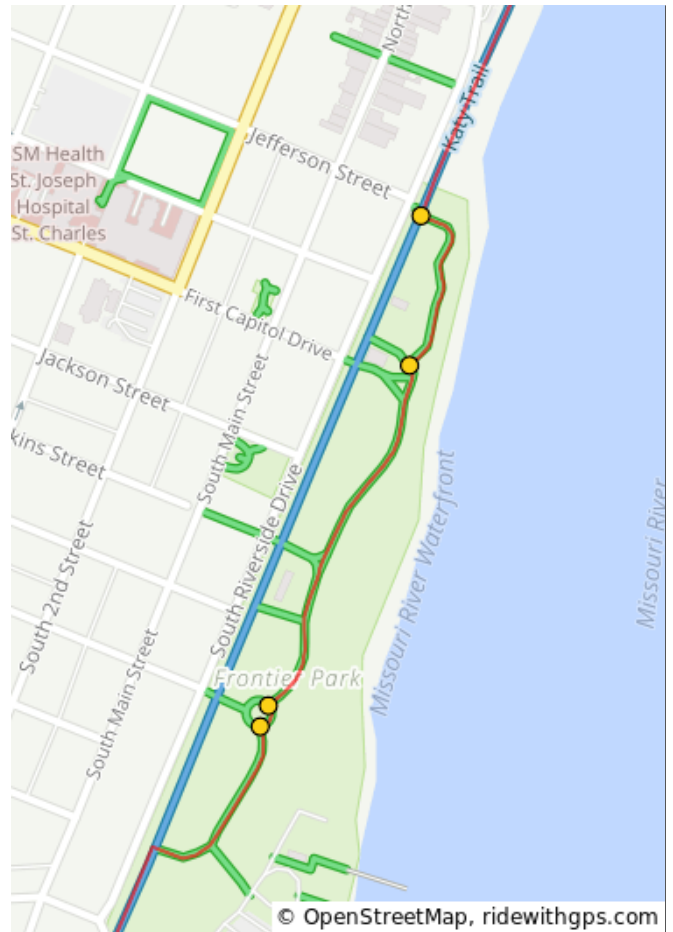 North
Katy Trail
Jefferson Street
SM Health
St. Joseph
Hospital
St. Charles
First Capitol Drive
Jackson Street
South Main Street
kins Street
South Riverside Drive
Missouri River Waterfront
Missouri River
South 2nd Street
Frontier Park
South Main Street
© OpenStreetMap, ridewithgps.com